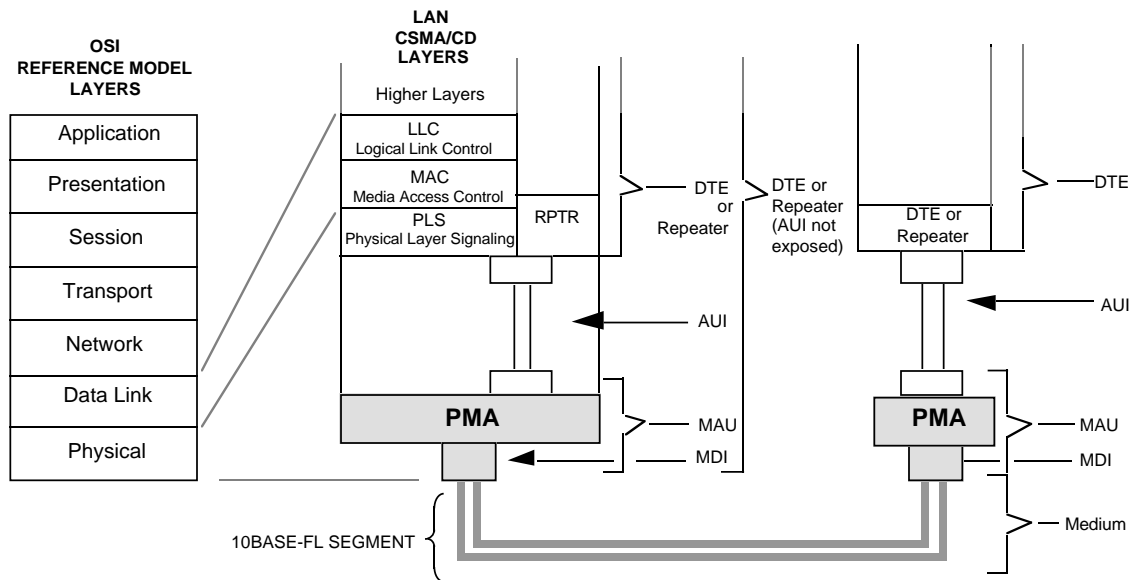 OSI
REFERENCE MODEL
LAYERS
Application
Presentation
Session
Transport
Network
Data Link
Physical
LAN
CSMA/CD
LAYERS
Higher Layers
LLC
Logical Link Control
MAC
Media Access Control
PLS
Physical Layer Signaling
RPTR
DTE
or
Repeater
DTE or
Repeater
(AUI not
exposed)
DTE or
Repeater
DTE
AUI
AUI
PMA
MAU
MDI
PMA
MAU
MDI
10BASE-FL SEGMENT
Medium